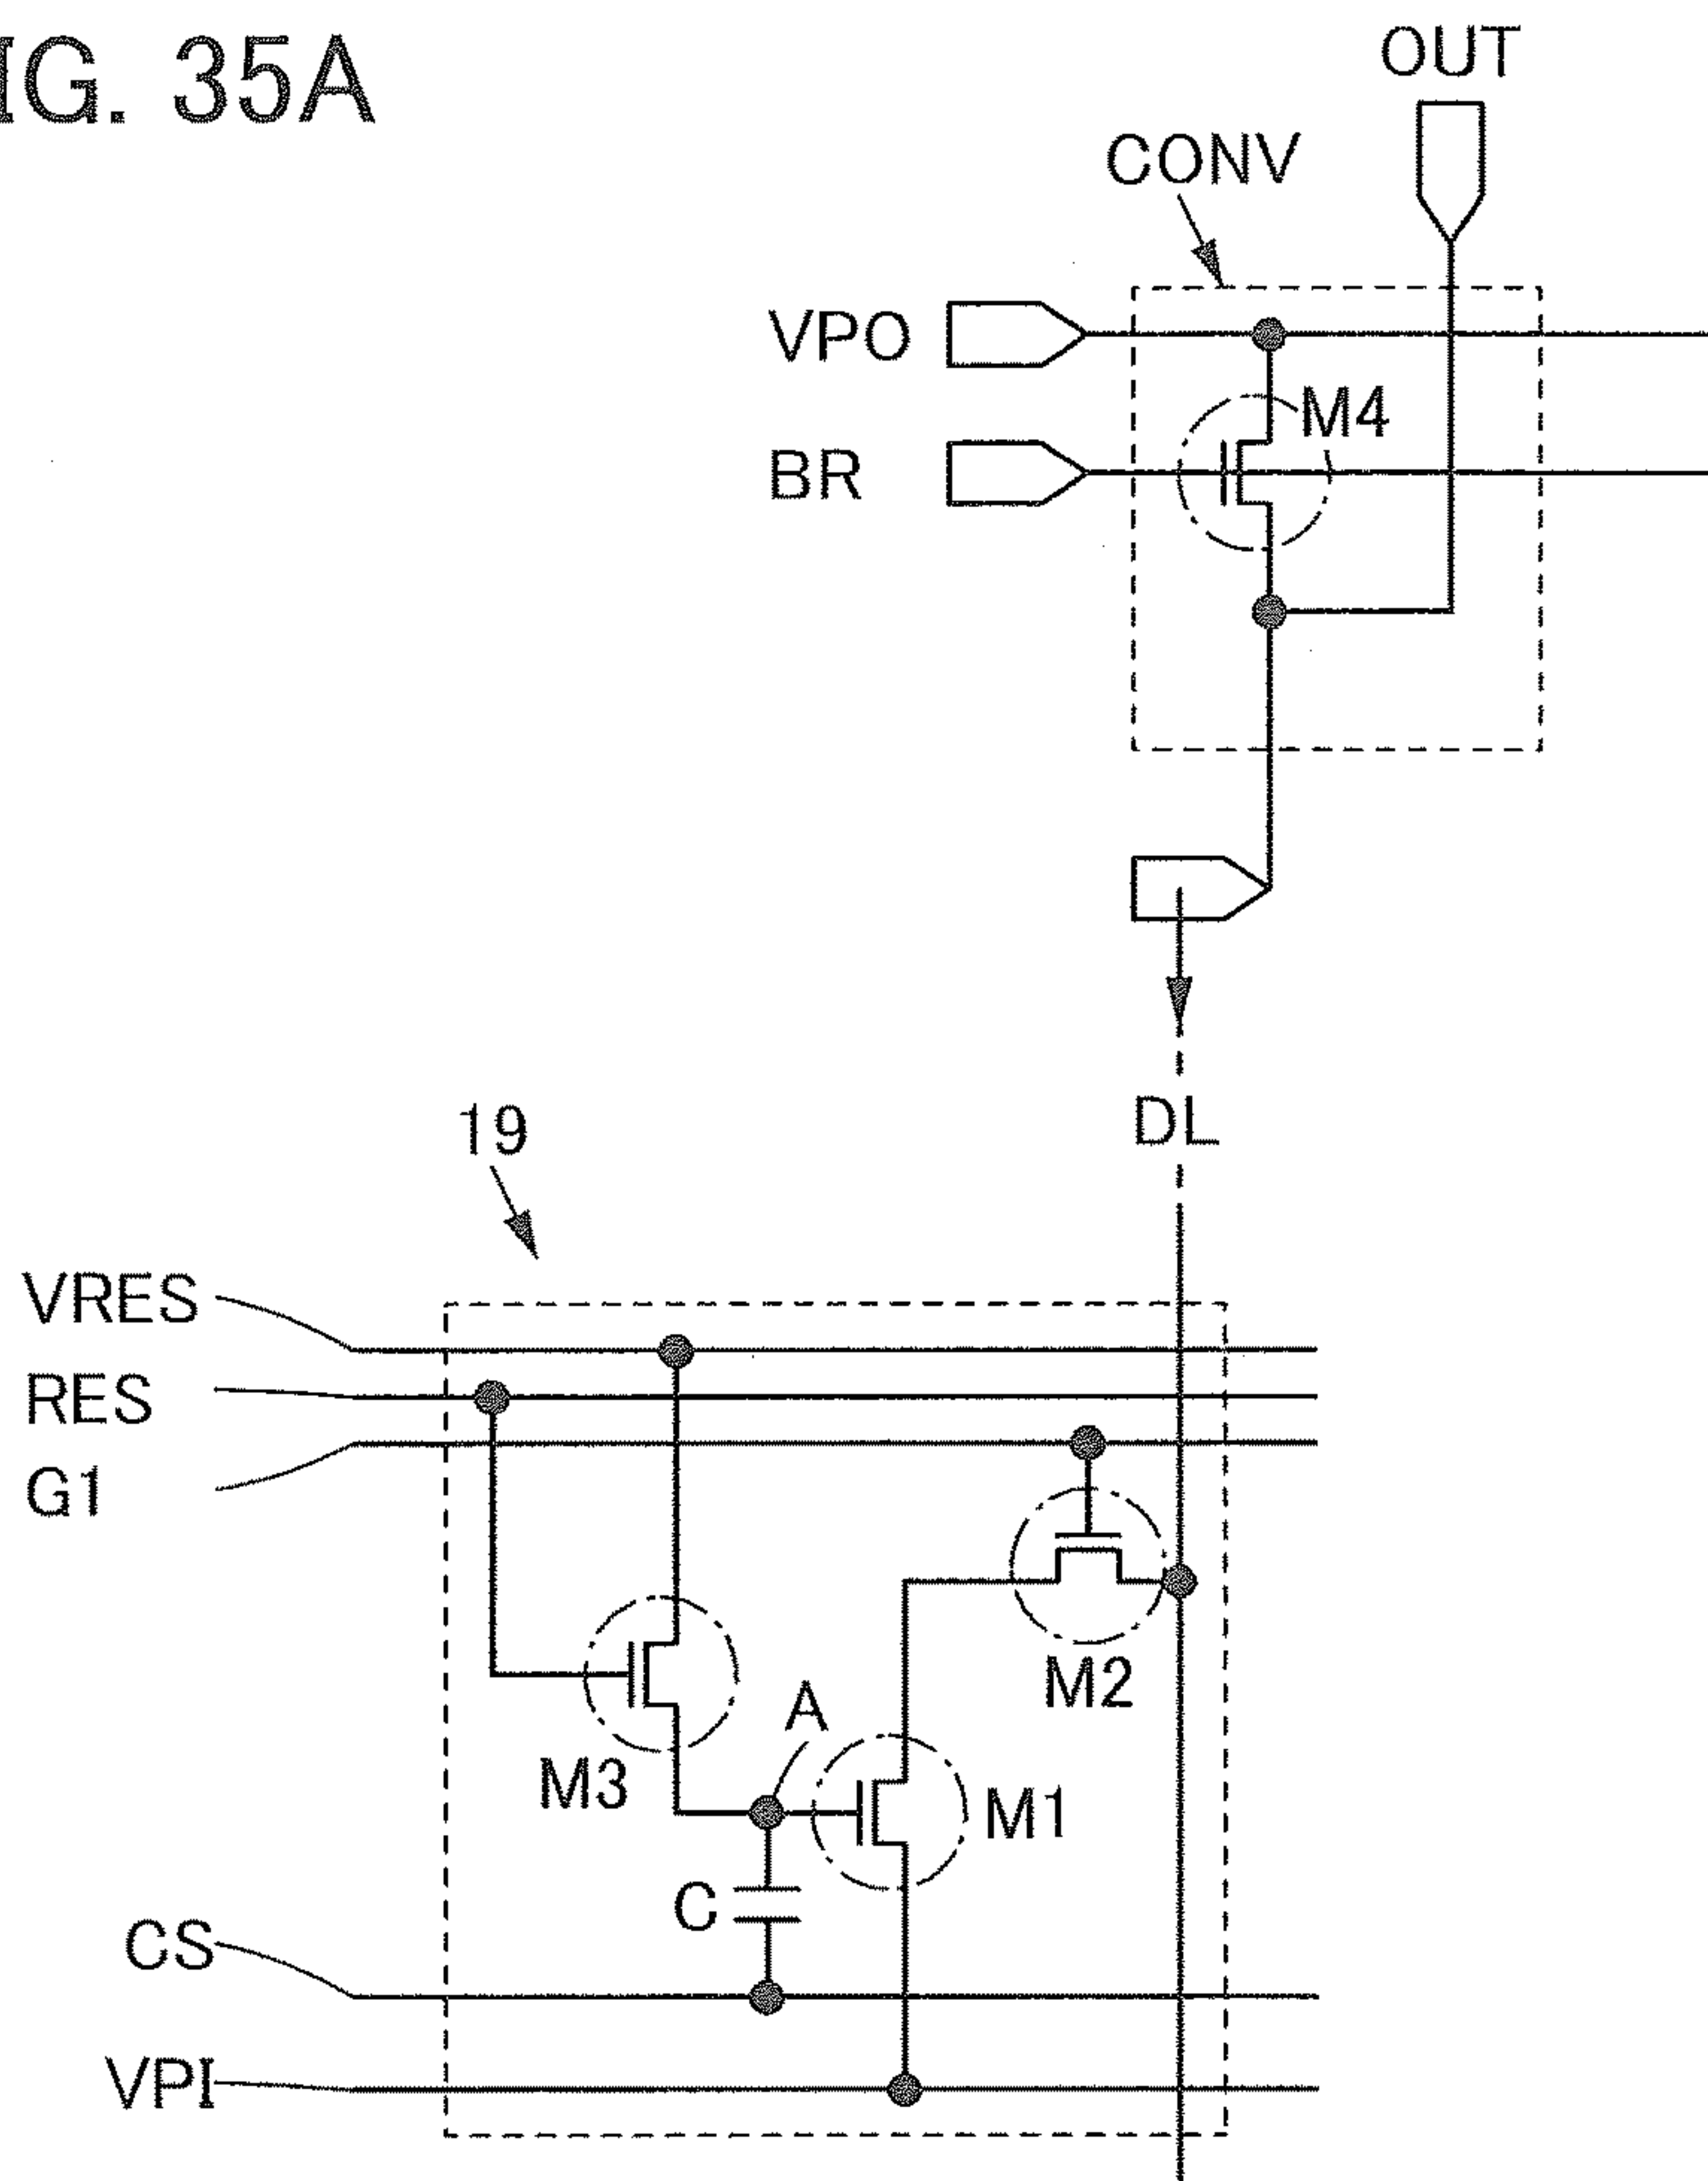 IG. 35A
OUT
CONV
VPO
M4
BR
DL
19
VRES
RES
G1
M2
A
M3
M1
C
CS
VPI